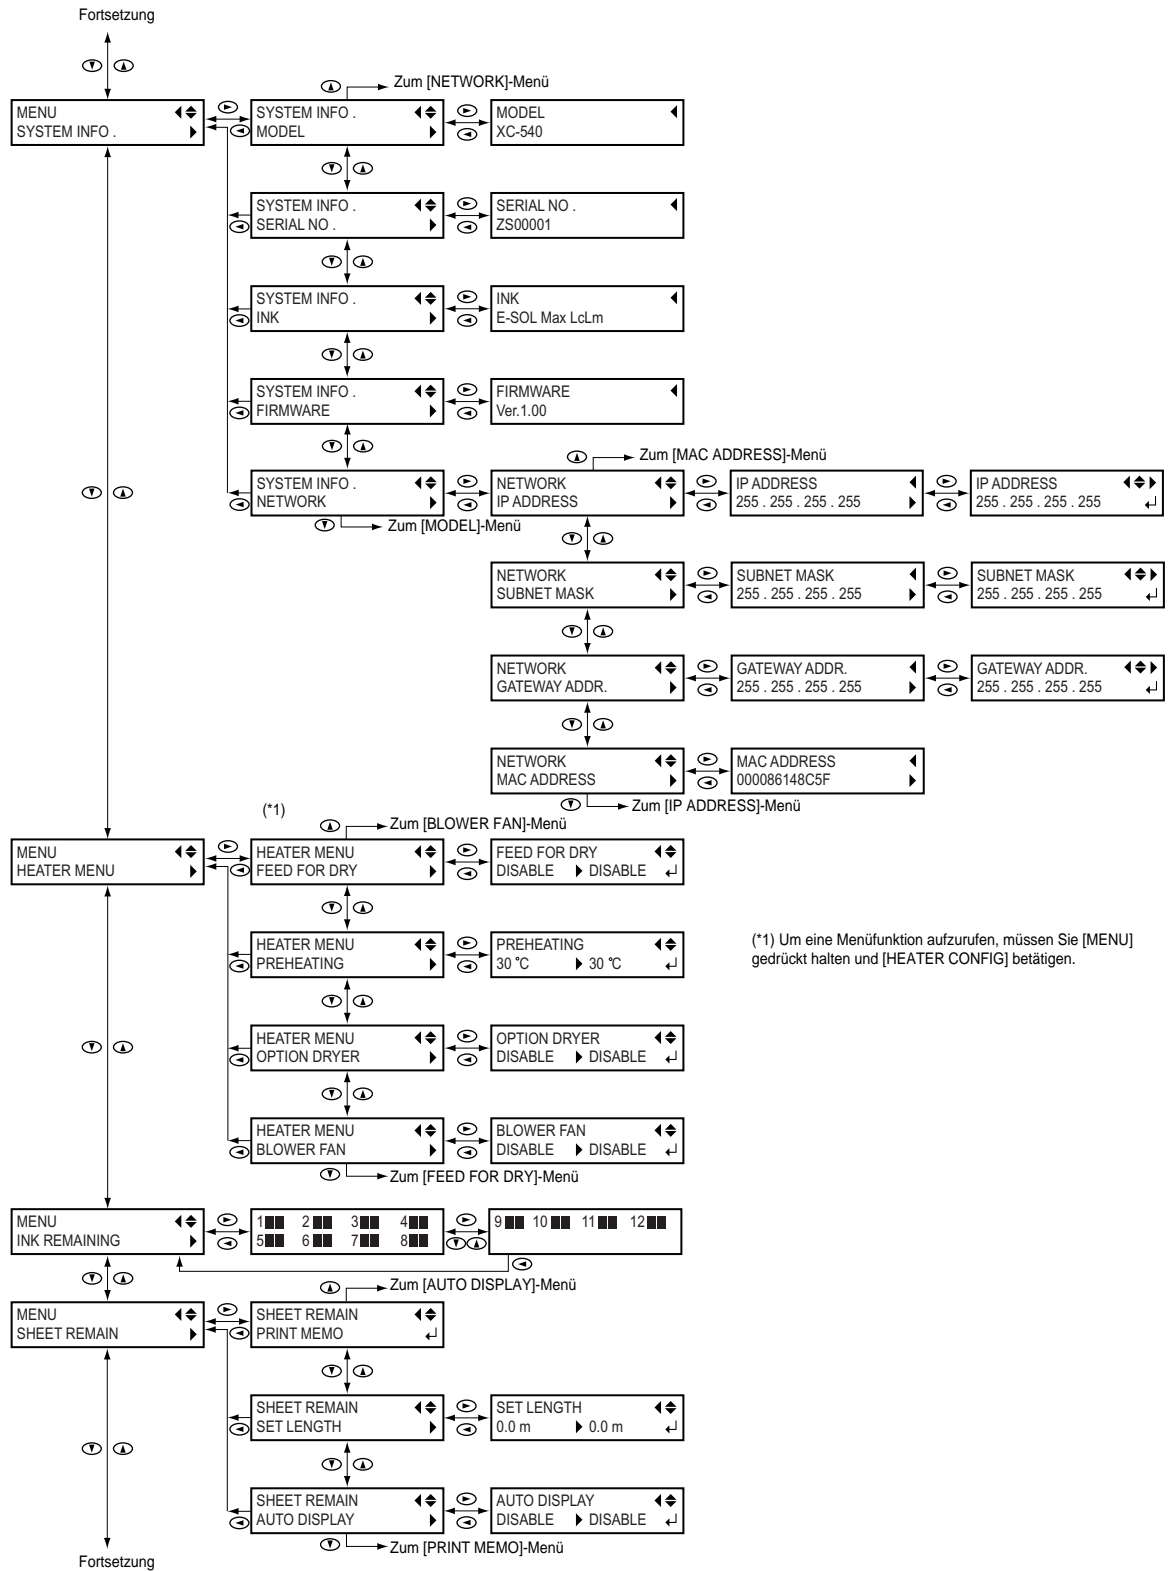 Fortsetzung
Zum [NETWORK]-Menü
MENU
SYSTEM INFO .
SYSTEM INFO .
MODEL
MODEL
XC-540
SYSTEM INFO .
SERIAL NO .
SERIAL NO .
ZS00001
SYSTEM INFO .
INK
INK
E-SOL Max LcLm
SYSTEM INFO .
FIRMWARE
FIRMWARE
Ver.1.00
Zum [MAC ADDRESS]-Menü
SYSTEM INFO .
NETWORK
NETWORK
IP ADDRESS
IP ADDRESS
255 . 255 . 255 . 255
IP ADDRESS
255 . 255 . 255 . 255
Zum [MODEL]-Menü
NETWORK
SUBNET MASK
SUBNET MASK
255 . 255 . 255 . 255
SUBNET MASK
255 . 255 . 255 . 255
NETWORK
GATEWAY ADDR.
GATEWAY ADDR.
255 . 255 . 255 . 255
GATEWAY ADDR.
255 . 255 . 255 . 255
NETWORK
MAC ADDRESS
MAC ADDRESS
000086148C5F
Zum [IP ADDRESS]-Menü
(*1)
Zum [BLOWER FAN]-Menü
MENU
HEATER MENU
HEATER MENU
FEED FOR DRY
FEED FOR DRY
DISABLE DISABLE
HEATER MENU
PREHEATING
PREHEATING
30 °C 30 °C
(*1) Um eine Menüfunktion aufzurufen, müssen Sie [MENU]
gedrückt halten und [HEATER CONFIG] betätigen.
HEATER MENU
OPTION DRYER
OPTION DRYER
DISABLE DISABLE
HEATER MENU
BLOWER FAN
BLOWER FAN
DISABLE DISABLE
Zum [FEED FOR DRY]-Menü
MENU
INK REMAINING
1 2 3 4
5 6 7 8
9 10 11 12
Zum [AUTO DISPLAY]-Menü
MENU
SHEET REMAIN
SHEET REMAIN
PRINT MEMO
SHEET REMAIN
SET LENGTH
SET LENGTH
0.0 m 0.0 m
SHEET REMAIN
AUTO DISPLAY
AUTO DISPLAY
DISABLE DISABLE
Zum [PRINT MEMO]-Menü
Fortsetzung